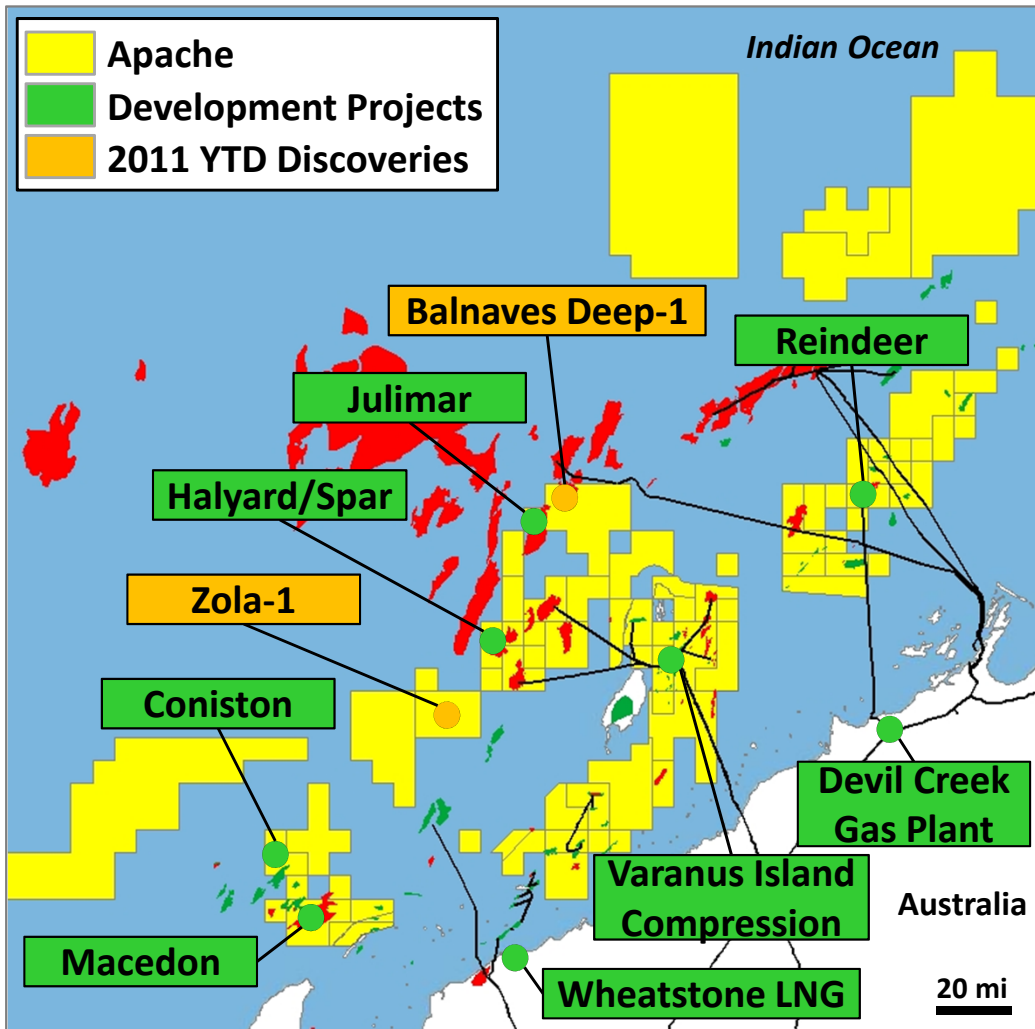 Apache
Development Projects
2011 YTD Discoveries
Indian Ocean
Balnaves Deep-1
Reindeer
Julimar
Halyard/Spar
Zola-1
Coniston
Devil Creek
Gas Plant
Varanus Island
Compression
Australia
Macedon
Wheatstone LNG
20 mi